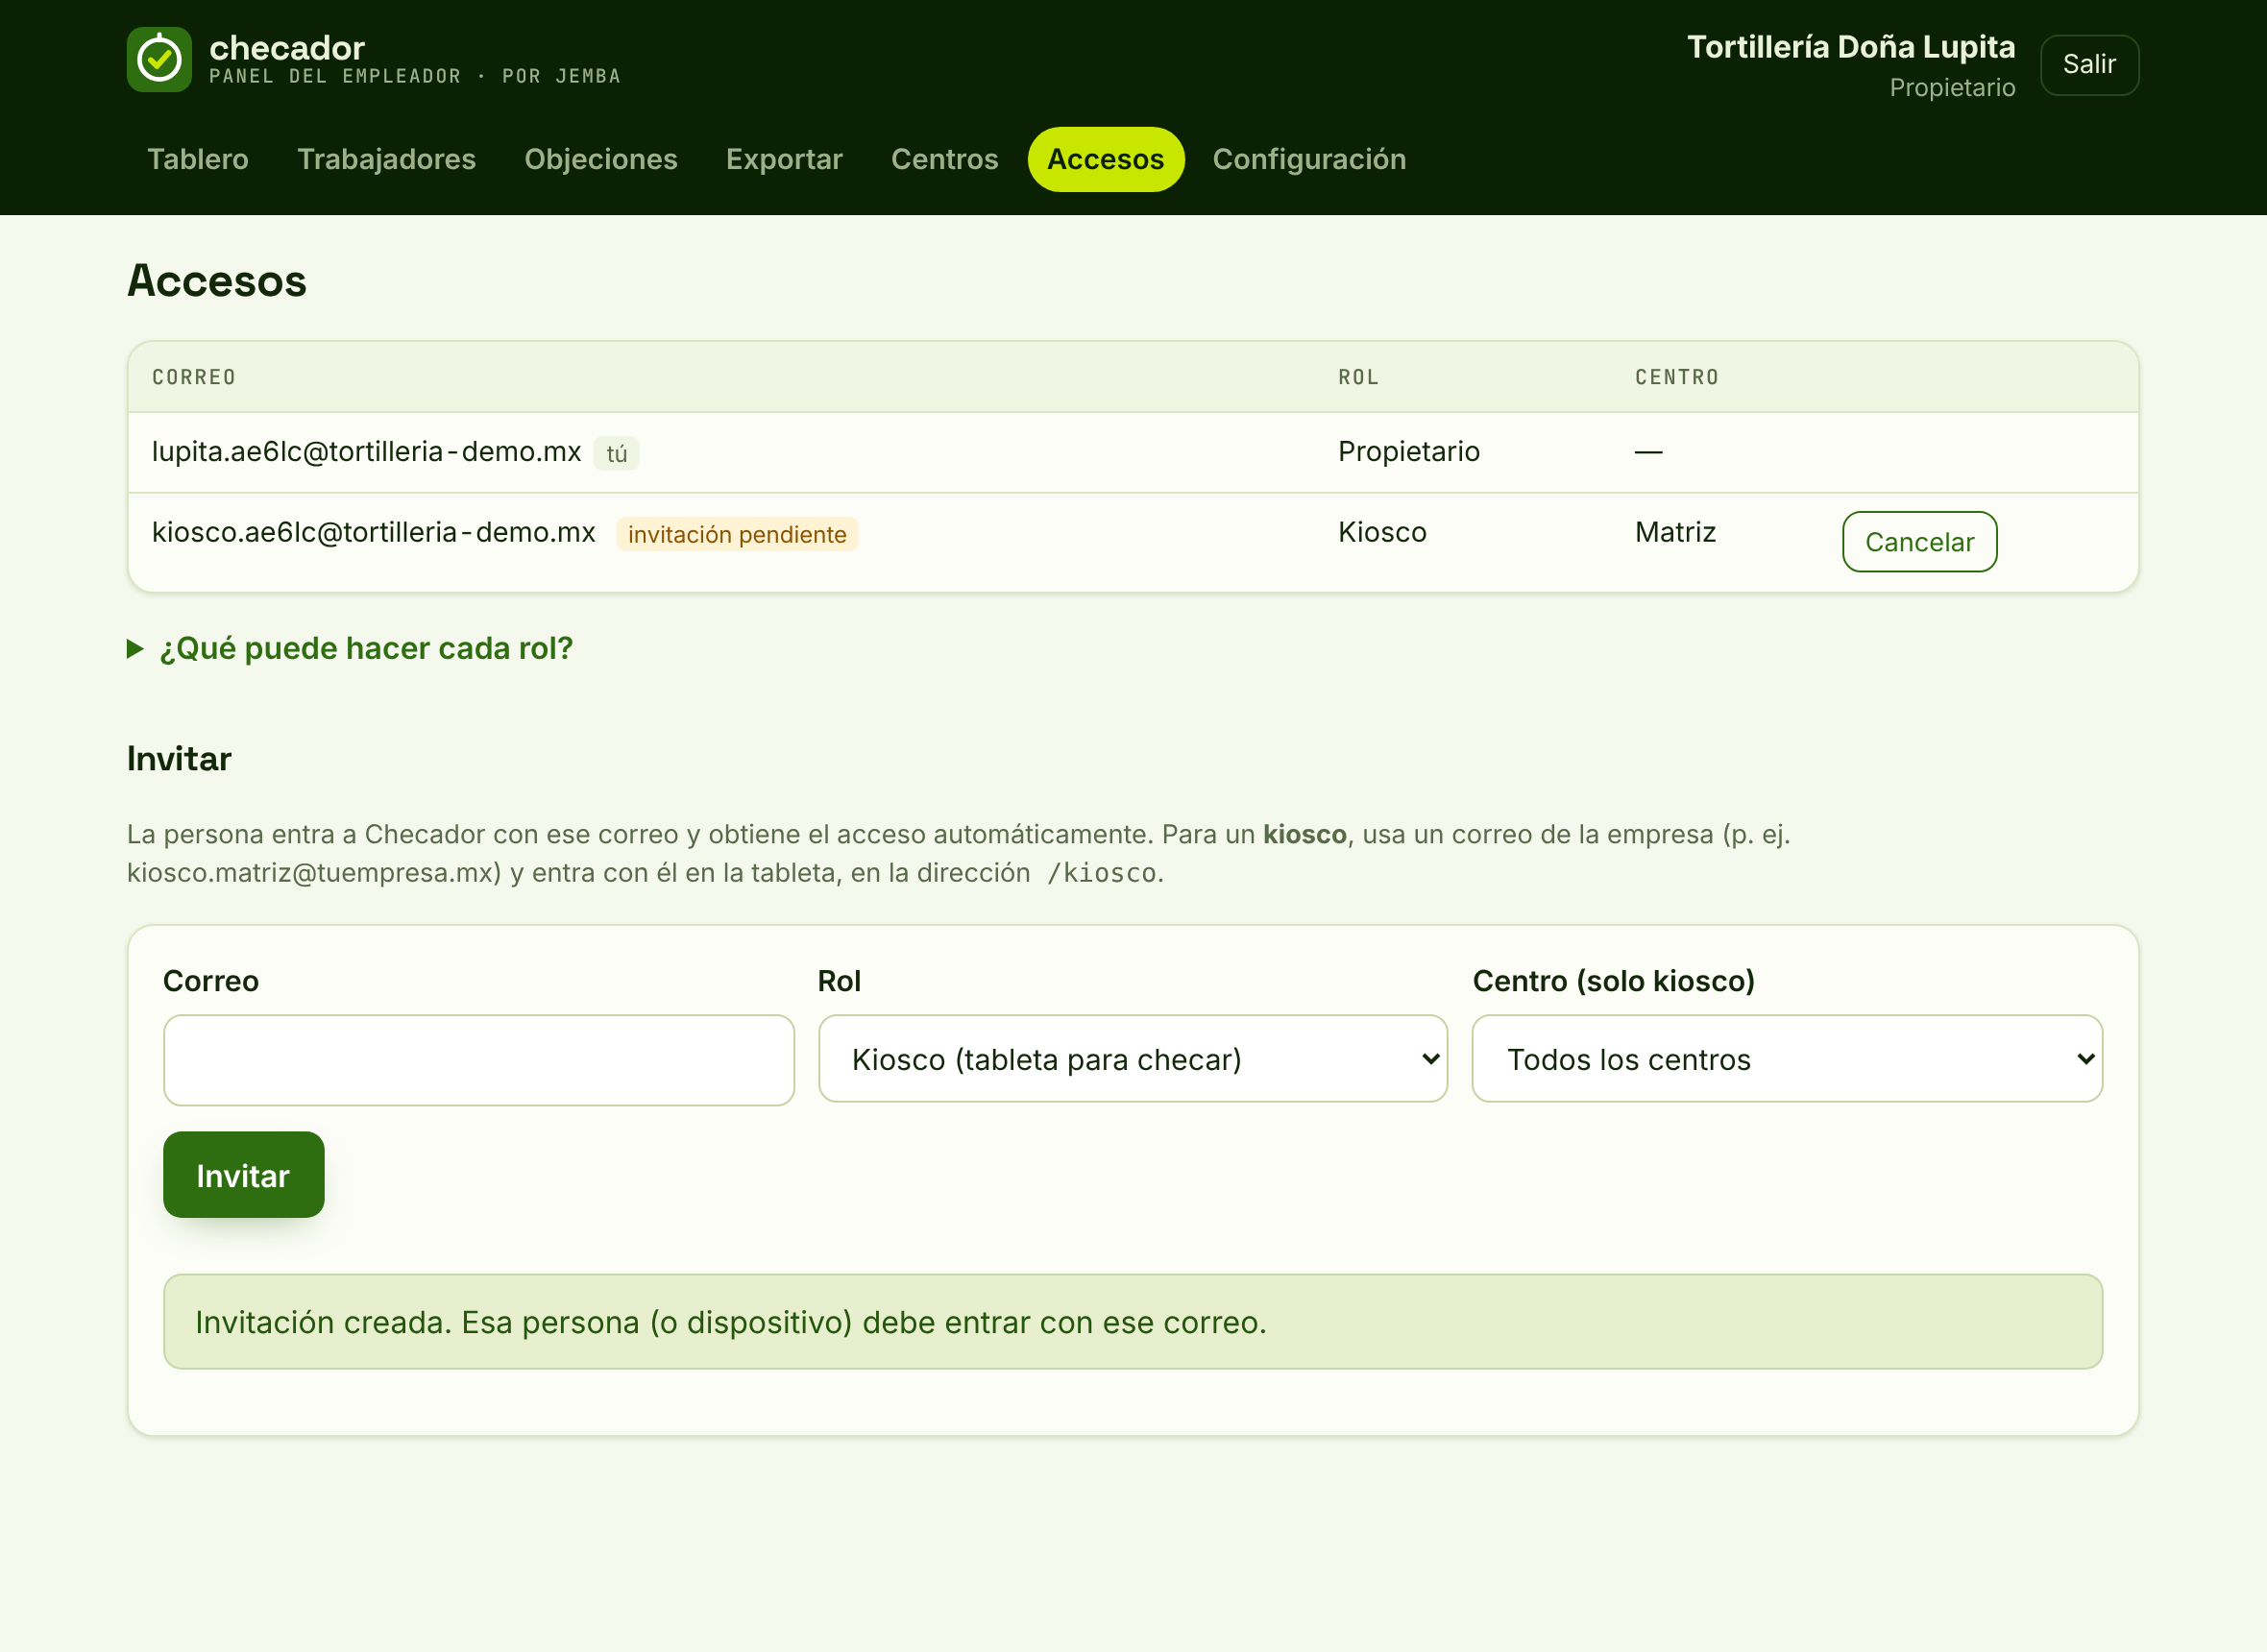 checador
PANEL DEL EMPLEADOR · POR JEMBA
Tortillería Doña Lupita
Propietario
Salir
Tablero Trabajadores Objeciones Exportar Centros Accesos Configuración
Accesos
CORREO ROL CENTRO
lupita.ae6lc@tortilleria-demo.mx tú Propietario —
kiosco.ae6lc@tortilleria-demo.mx invitación pendiente Kiosco Matriz Cancelar
¿Qué puede hacer cada rol?
Invitar
La persona entra a Checador con ese correo y obtiene el acceso automáticamente. Para un kiosco, usa un correo de la empresa (p. ej.
kiosco.matriz@tuempresa.mx) y entra con él en la tableta, en la dirección /kiosco.
Correo Rol Centro (solo kiosco)
Kiosco (tableta para checar) Todos los centros
Invitar
Invitación creada. Esa persona (o dispositivo) debe entrar con ese correo.